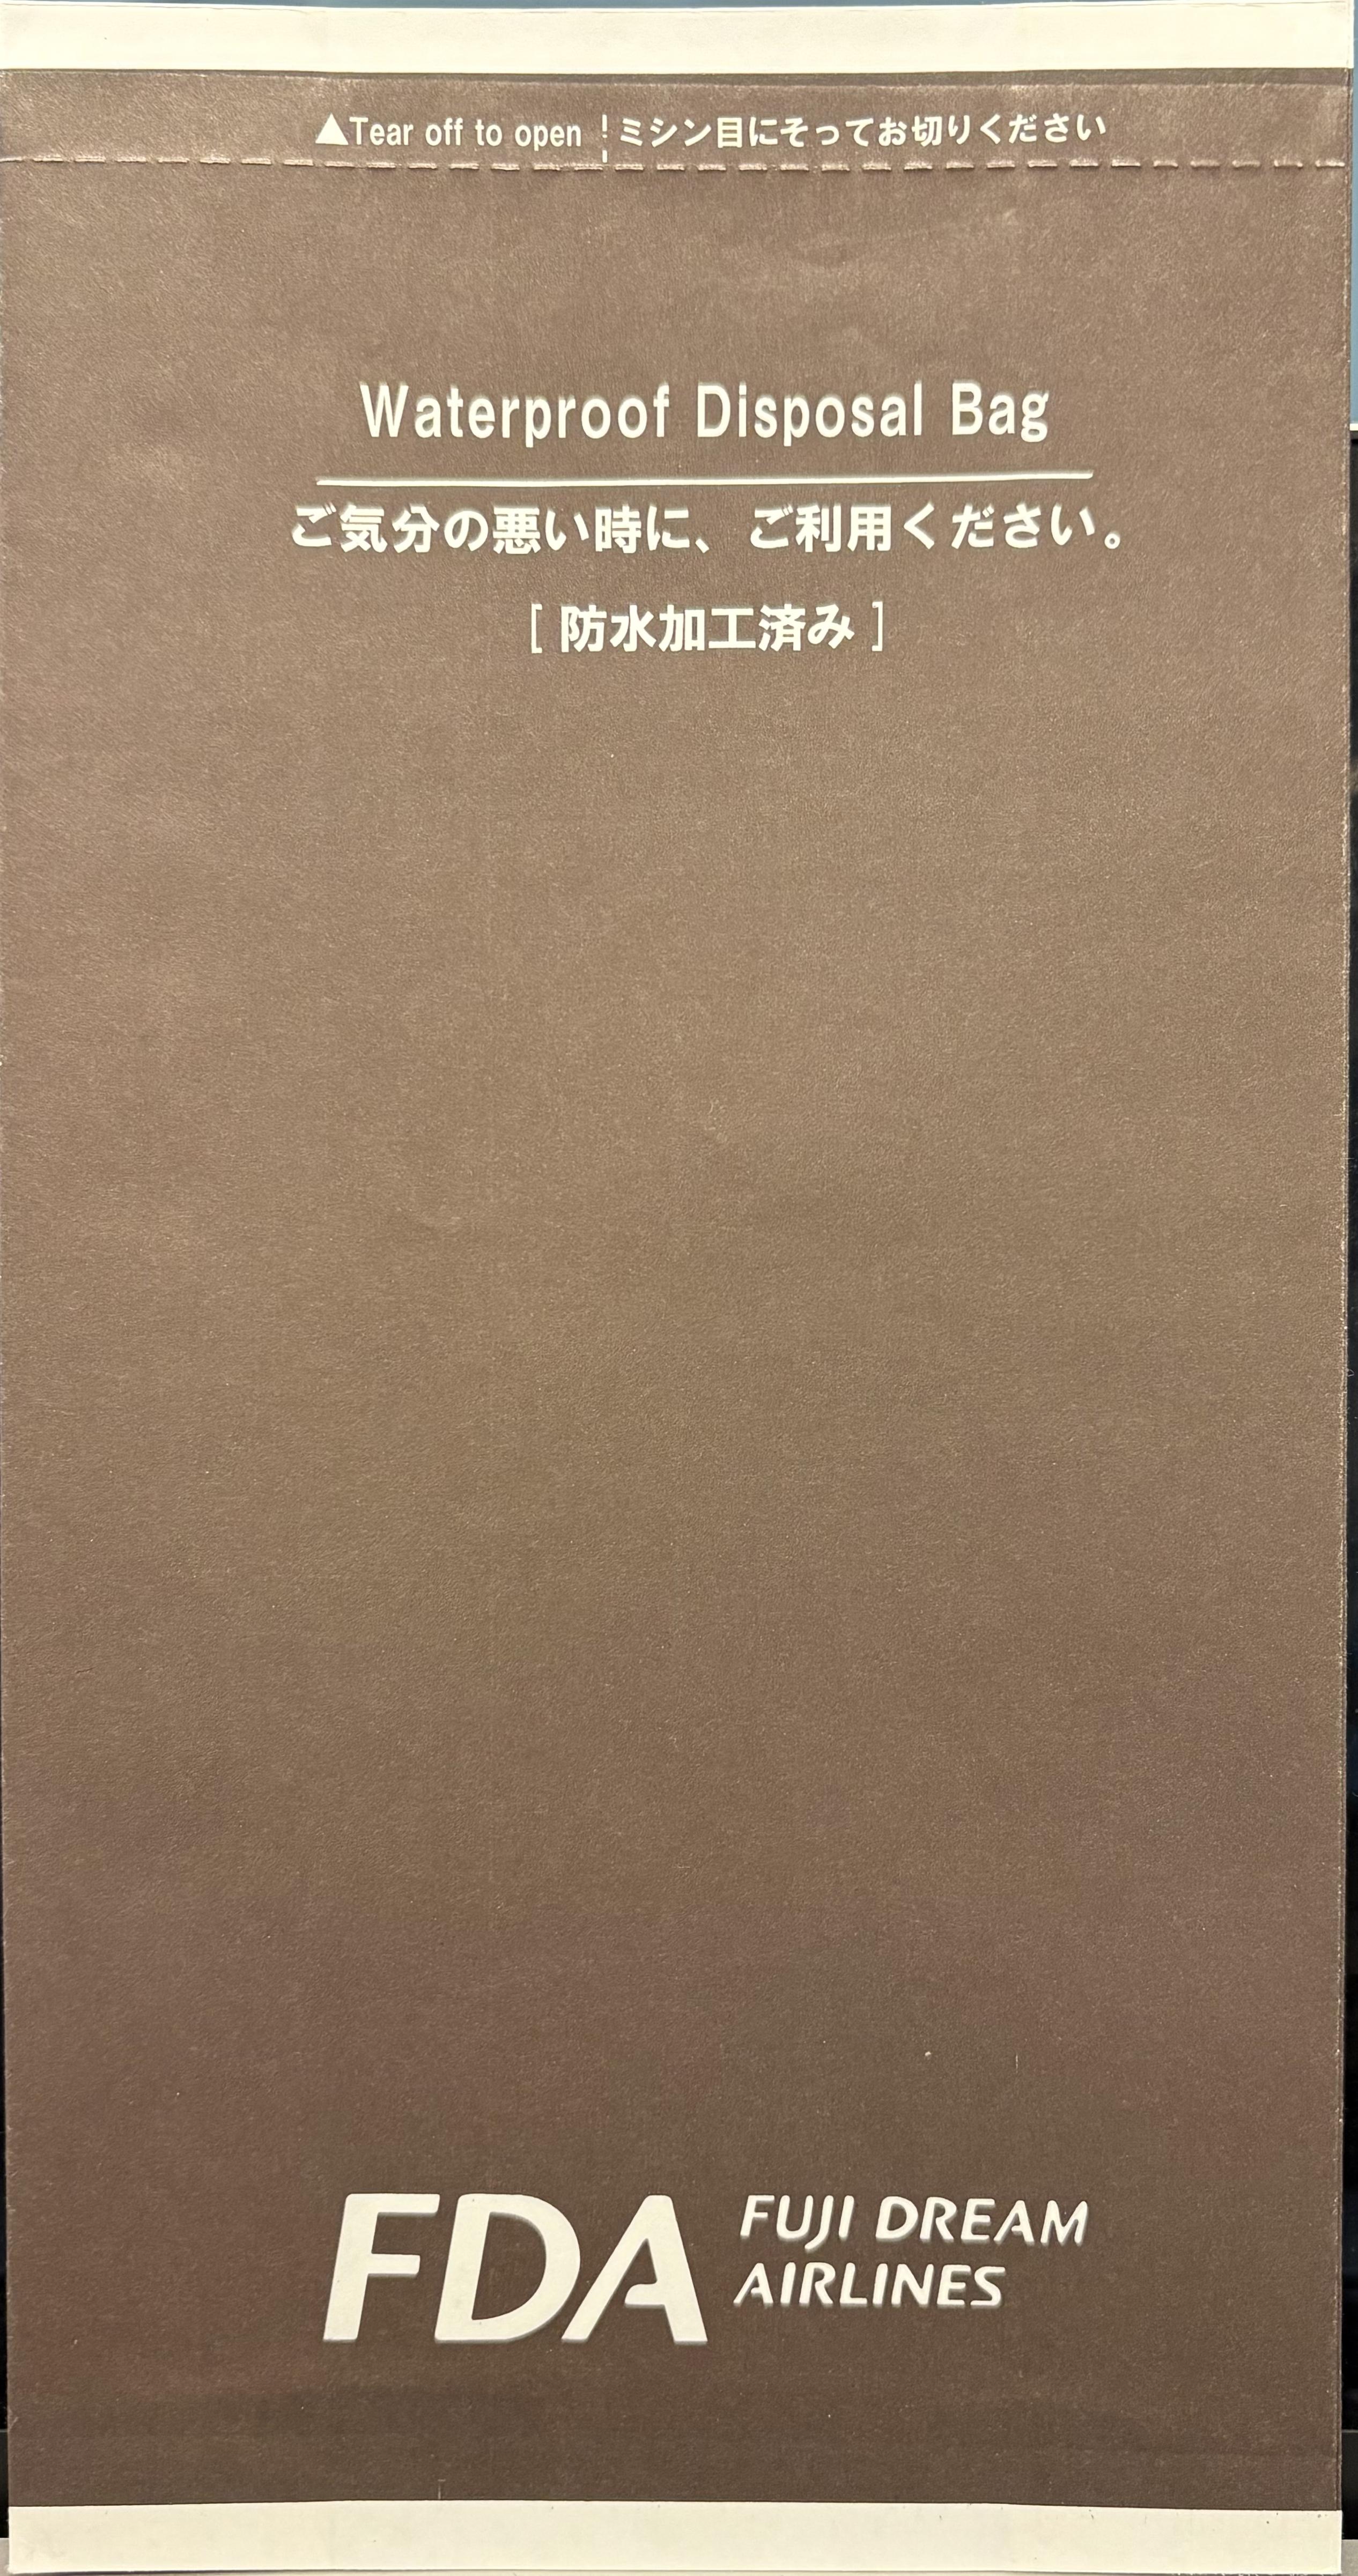 ▲Tear off to open ミシン目にそってお切りください
Waterproof Disposal Bag
ご気分の悪い時に、ご利用ください。
[ 防水加工済み ]
FDA
FUJI DREAM
AIRLINES